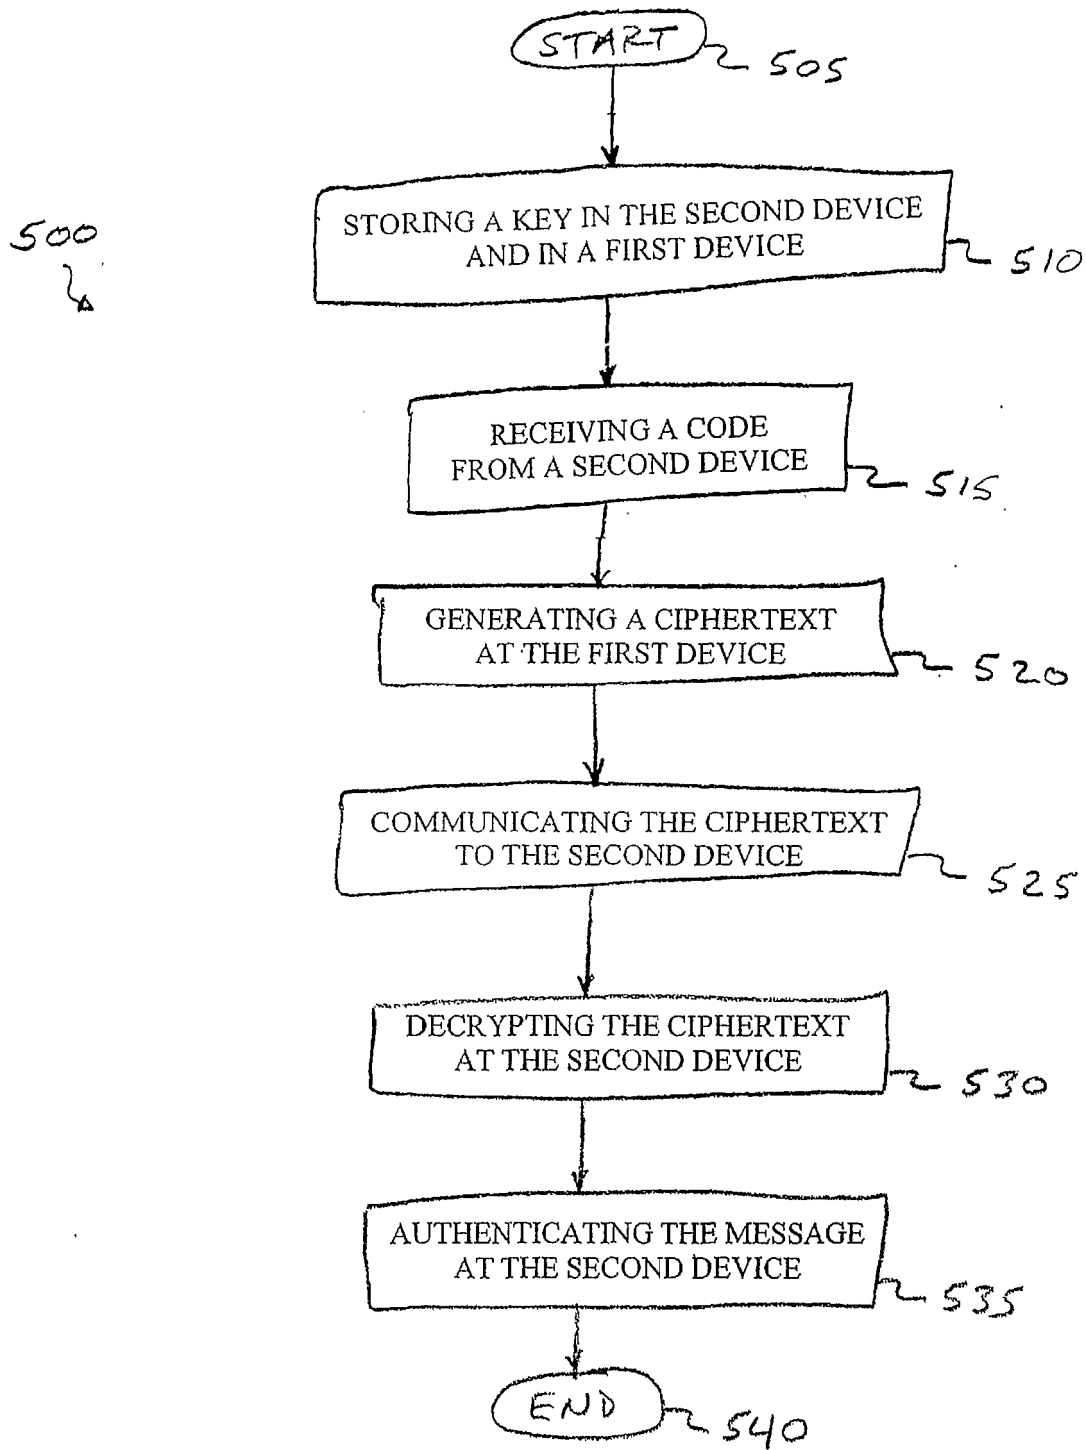 START
505
500
STORING A KEY IN THE SECOND DEVICE
AND IN A FIRST DEVICE
510
RECEIVING A CODE
FROM A SECOND DEVICE
515
GENERATING A CIPHERTEXT
AT THE FIRST DEVICE
520
COMMUNICATING THE CIPHERTEXT
TO THE SECOND DEVICE
525
DECRYPTING THE CIPHERTEXT
AT THE SECOND DEVICE
530
AUTHENTICATING THE MESSAGE
AT THE SECOND DEVICE
535
END
540